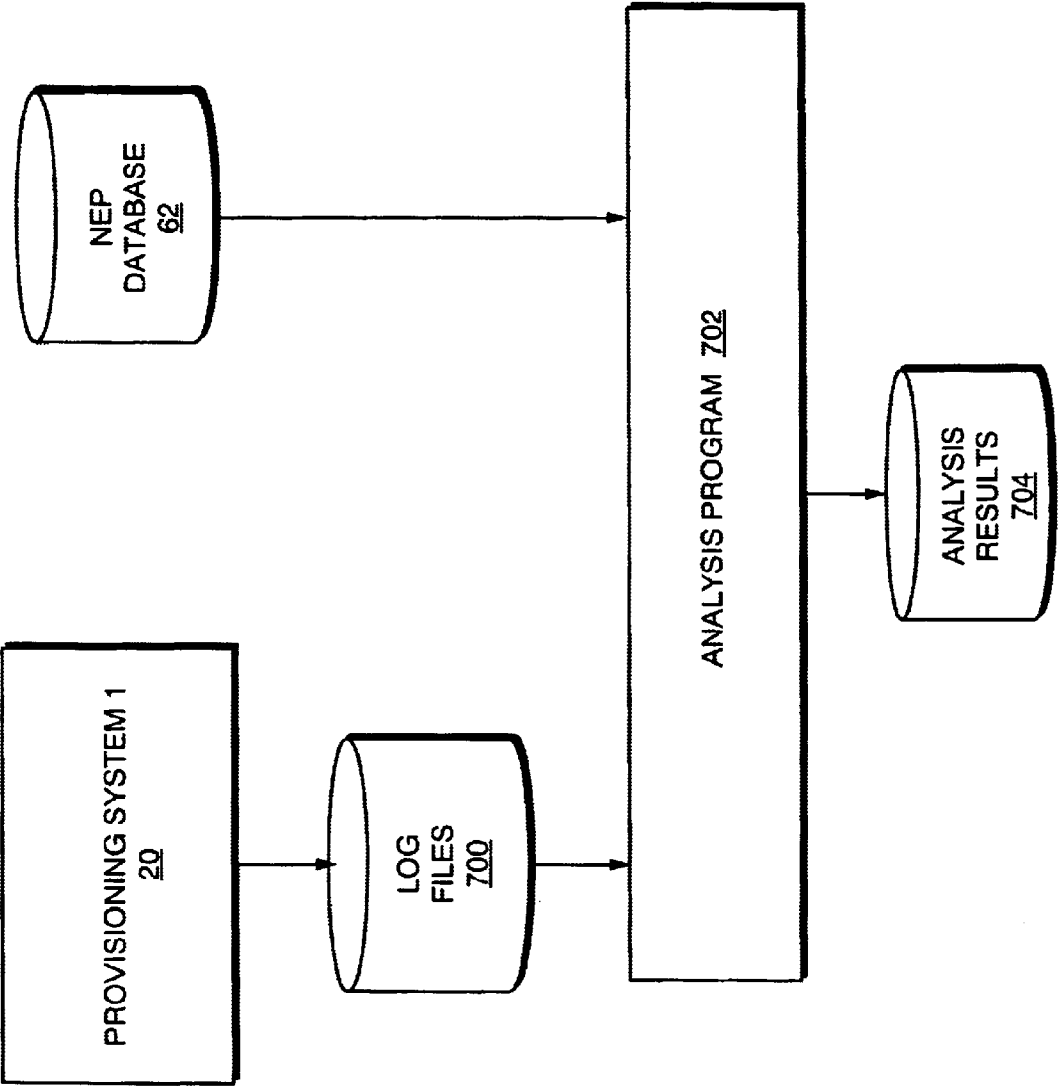 PROVISIONING SYSTEM 1
20
LOG
FILES
700
NEP
DATABASE
62
ANALYSIS PROGRAM 702
ANALYSIS
RESULTS
704